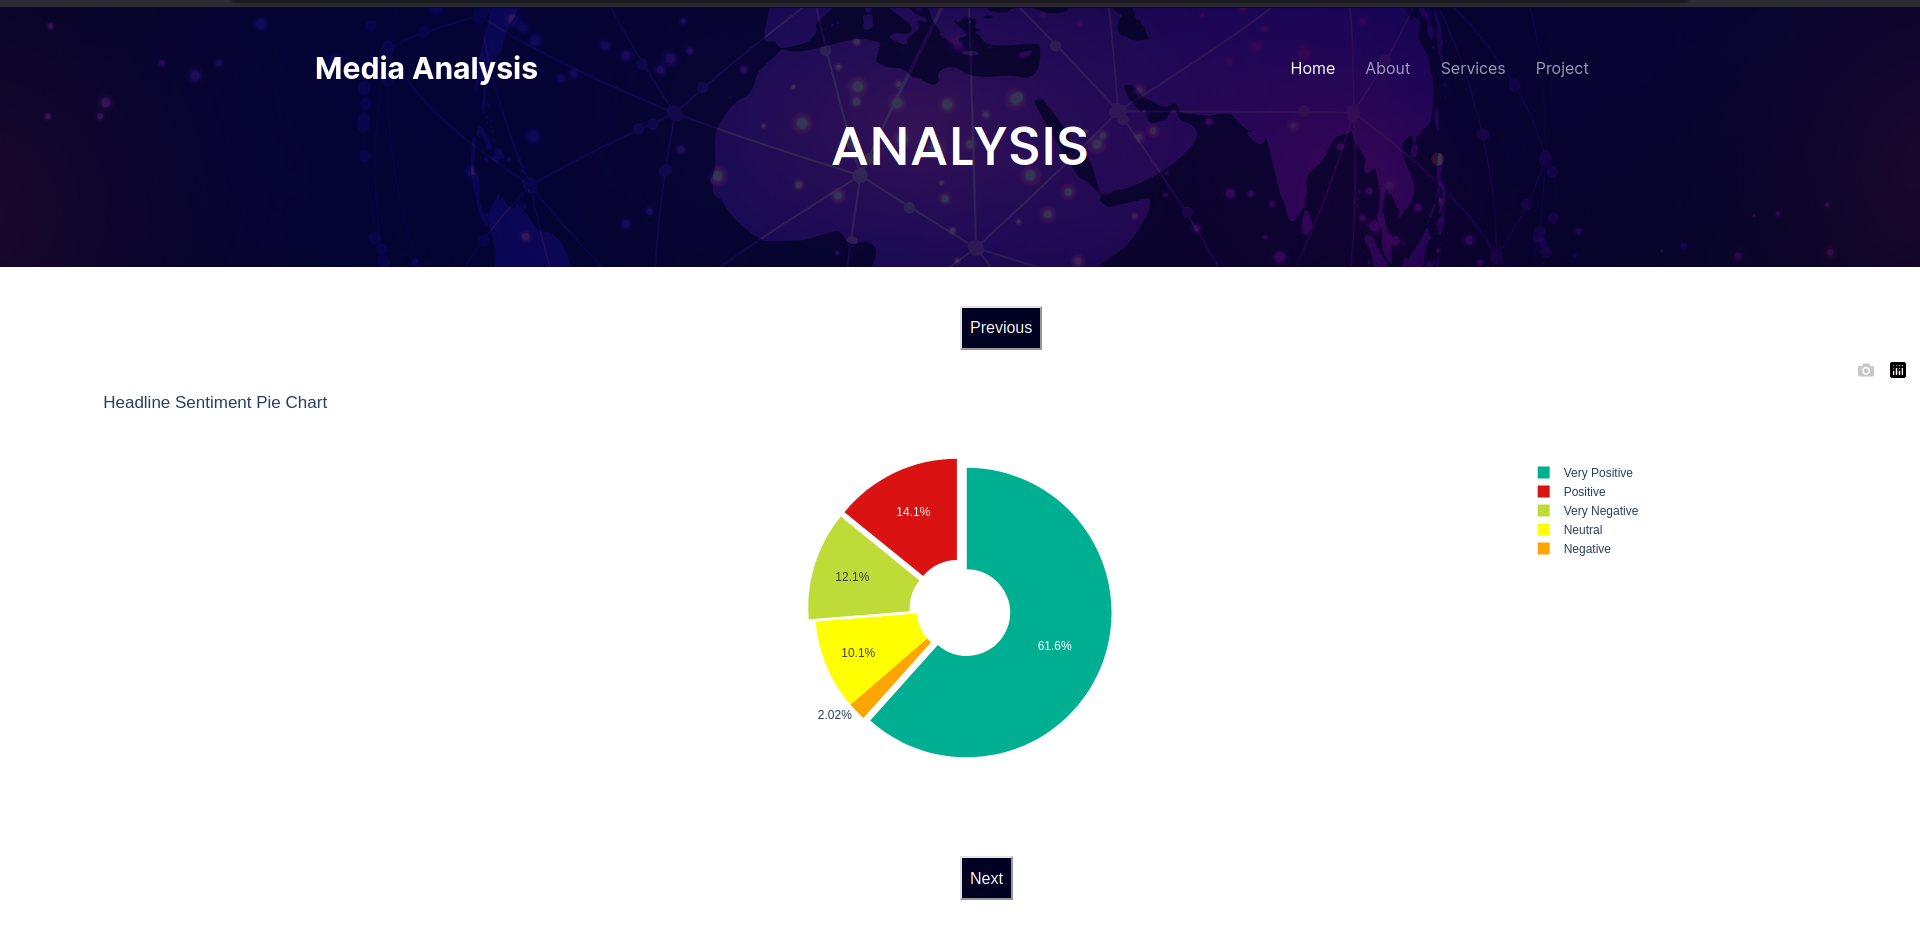 Media Analysis
Home About Services Project
ANALYSIS
Previous
Headline Sentiment Pie Chart
14.1%
12.1%
10.1%
2.02%
61.6%
Very Positive
Positive
Very Negative
Neutral
Negative
Next